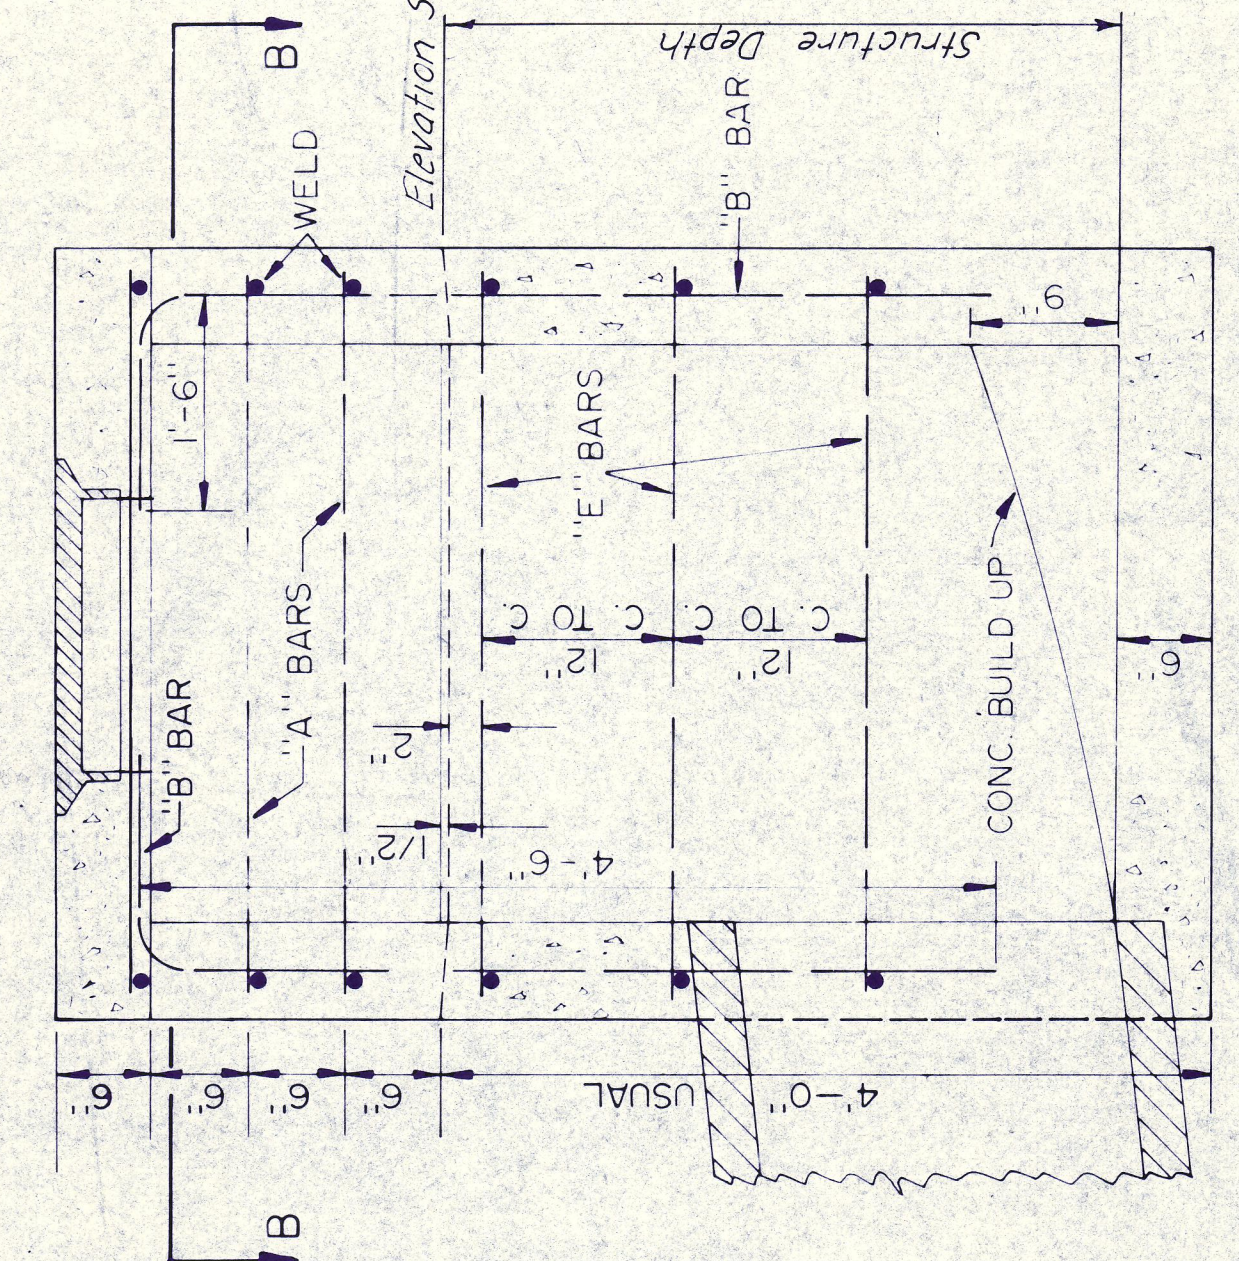 B
WELD
Elevation
Structure Depth
"B" BAR
9"
1'-6"
"E" BARS
"A" BARS
"B" BAR
12"
C. TO C.
12"
C. TO C.
2"
1/2"
4'-6"
CONC. BUILD UP
6"
6"
6"
6"
6"
4'-0" USUAL
B